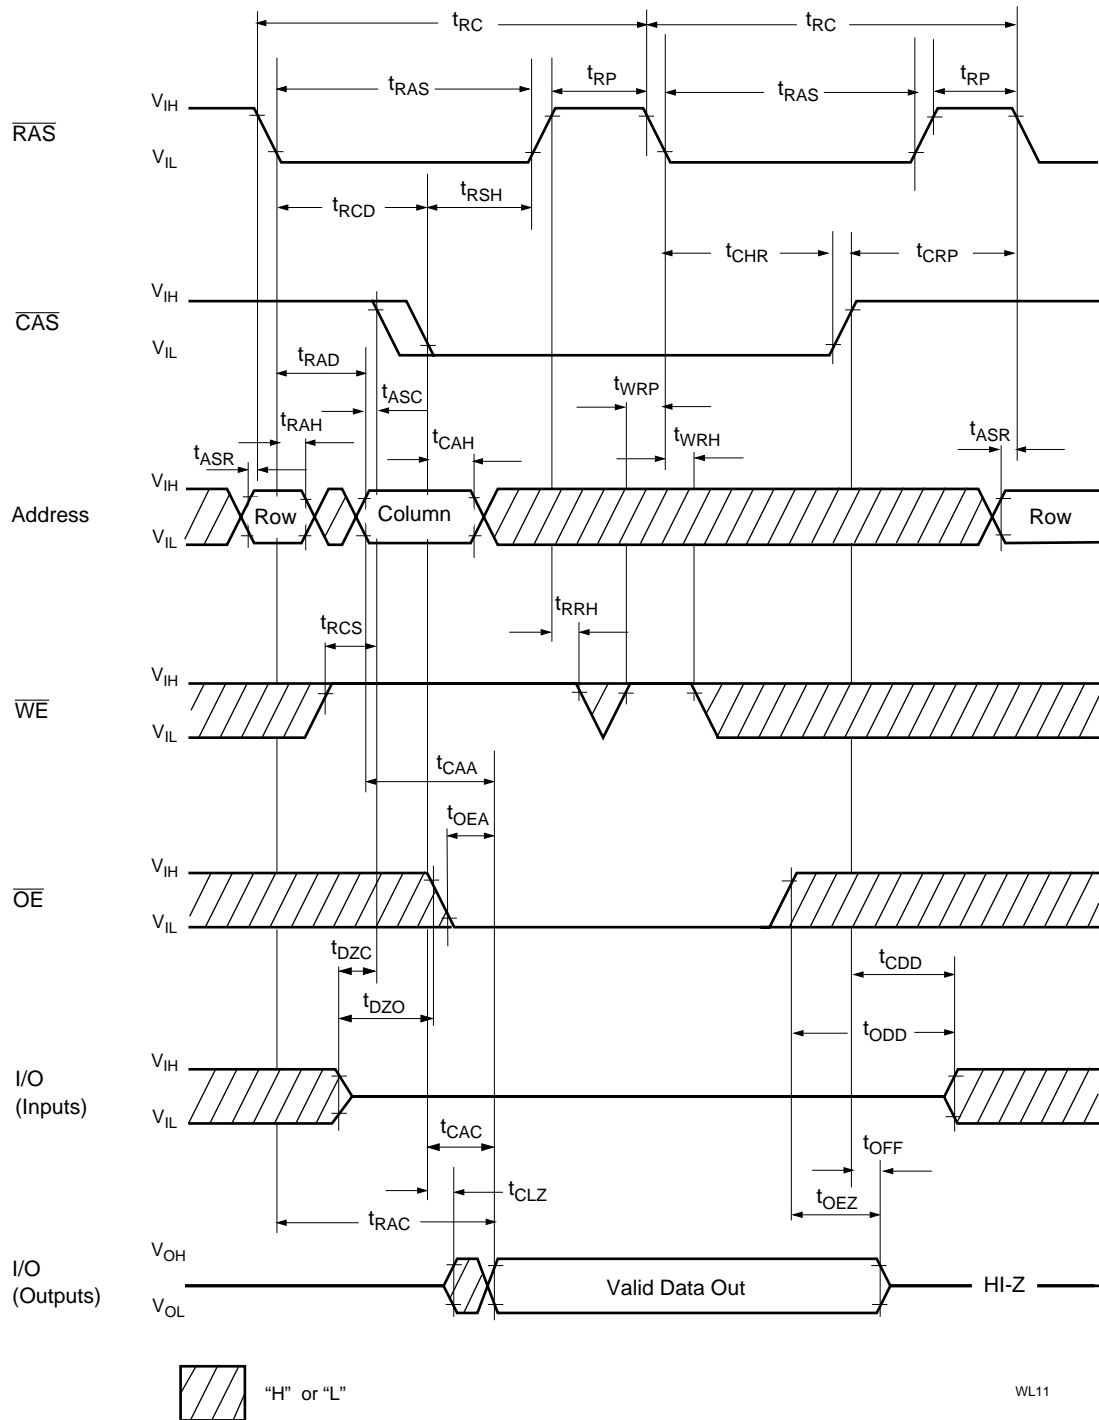 tRC tRC
tRAS tRP tRAS tRP
RAS VIH
VIL
tRCD tRSH
tCHR tCRP
CAS VIH
VIL
tRAD
tASC tWRP
tRAH tCAH tWRH
tASR tASR
Address VIH
Row Column Row
VIL
tRRH
tRCS
WE VIH
VIL
tCAA
tOEA
OE VIH
VIL
tDZC tCDD
tDZO tODD
I/O
(Inputs)
VIH
VIL
tCAC tOFF
tCLZ tOEZ
tRAC
I/O
(Outputs)
VOH
Valid Data Out HI-Z
VOL
“H” or “L”
WL11